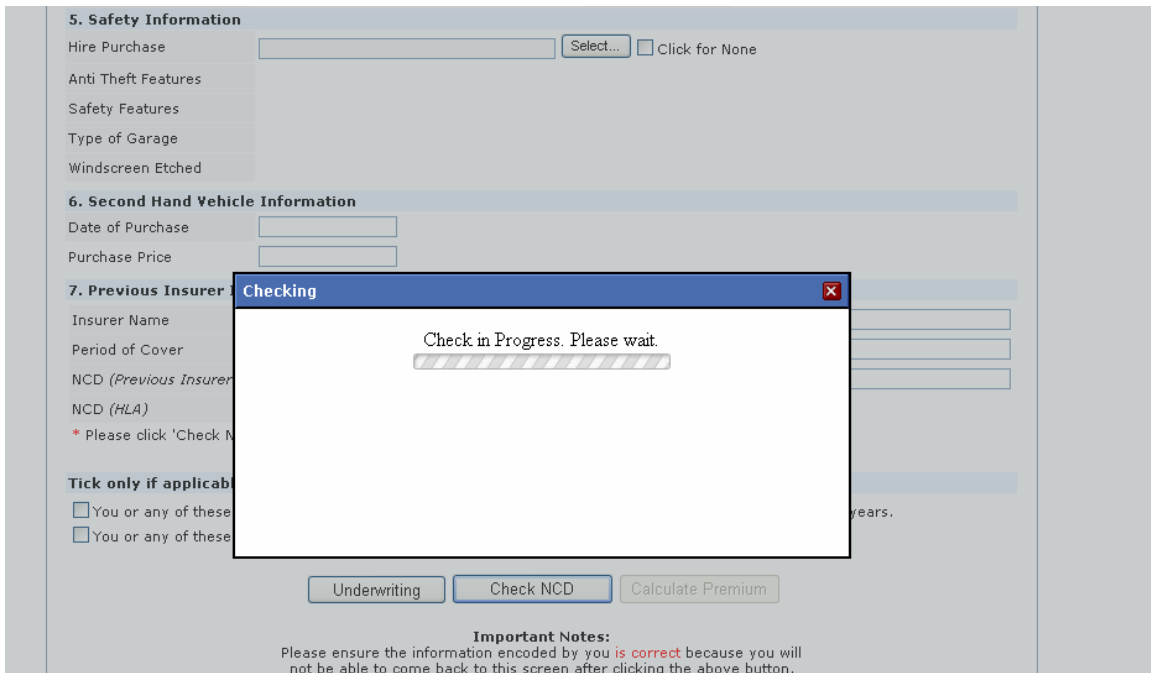 5. Safety Information
Hire Purchase Select... Click for None
Anti Theft Features
Safety Features
Type of Garage
Windscreen Etched
6. Second Hand Vehicle Information
Date of Purchase
Purchase Price
7. Previous Insurer
Checking
Insurer Name
Check in Progress. Please wait.
Period of Cover
NCD (Previous Insurer
NCD (HLA)
* Please click 'Check
Tick only if
You or any of these years.
You or any of these
Underwriting Check NCD Calculate Premium
Important Notes:
Please ensure the information encoded by you is correct because you will
not be able to come back to this screen after clicking the above button.